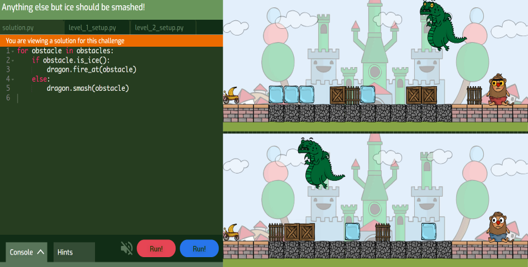 Anything else but ice should be smashed!
solution.py level_1_setup.py level_2_setup.py
You are viewing a solution for this challenge
1 for obstacle in obstacles:
2 if obstacle.is_ice():
3 dragon.fire_at(obstacle)
4 else:
5 dragon.smash(obstacle)
6
Console Hints Run! Run!